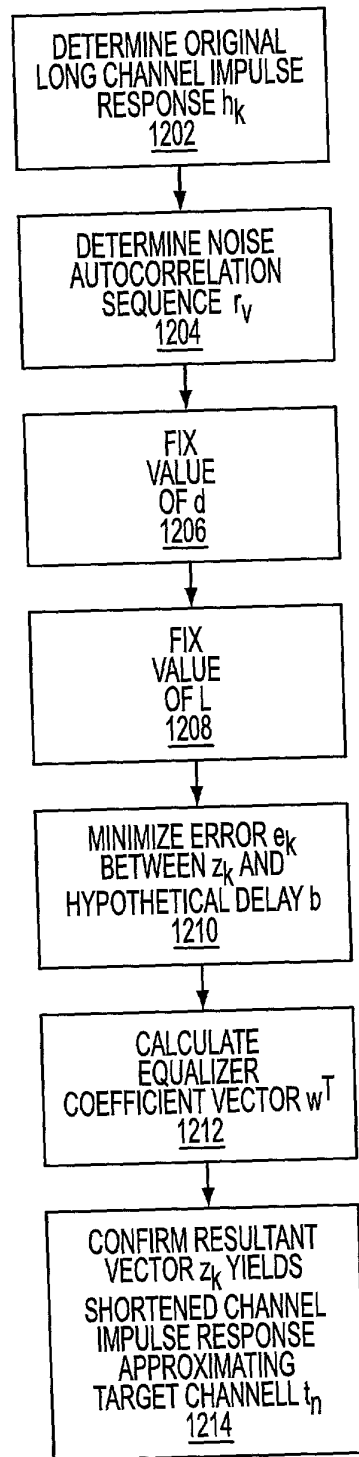 DETERMINE ORIGINAL
LONG CHANNEL IMPULSE
RESPONSE hk
1202
DETERMINE NOISE
AUTOCORRELATION
SEQUENCE rv
1204
FIX
VALUE
OF d
1206
FIX
VALUE
OF L
1208
MINIMIZE ERROR ek
BETWEEN zk AND
HYPOTHETICAL DELAY b
1210
CALCULATE
EQUALIZER
COEFFICIENT VECTOR wT
1212
CONFIRM RESULTANT
VECTOR zk YIELDS
SHORTENED CHANNEL
IMPULSE RESPONSE
APPROXIMATING
TARGET CHANNELL tn
1214